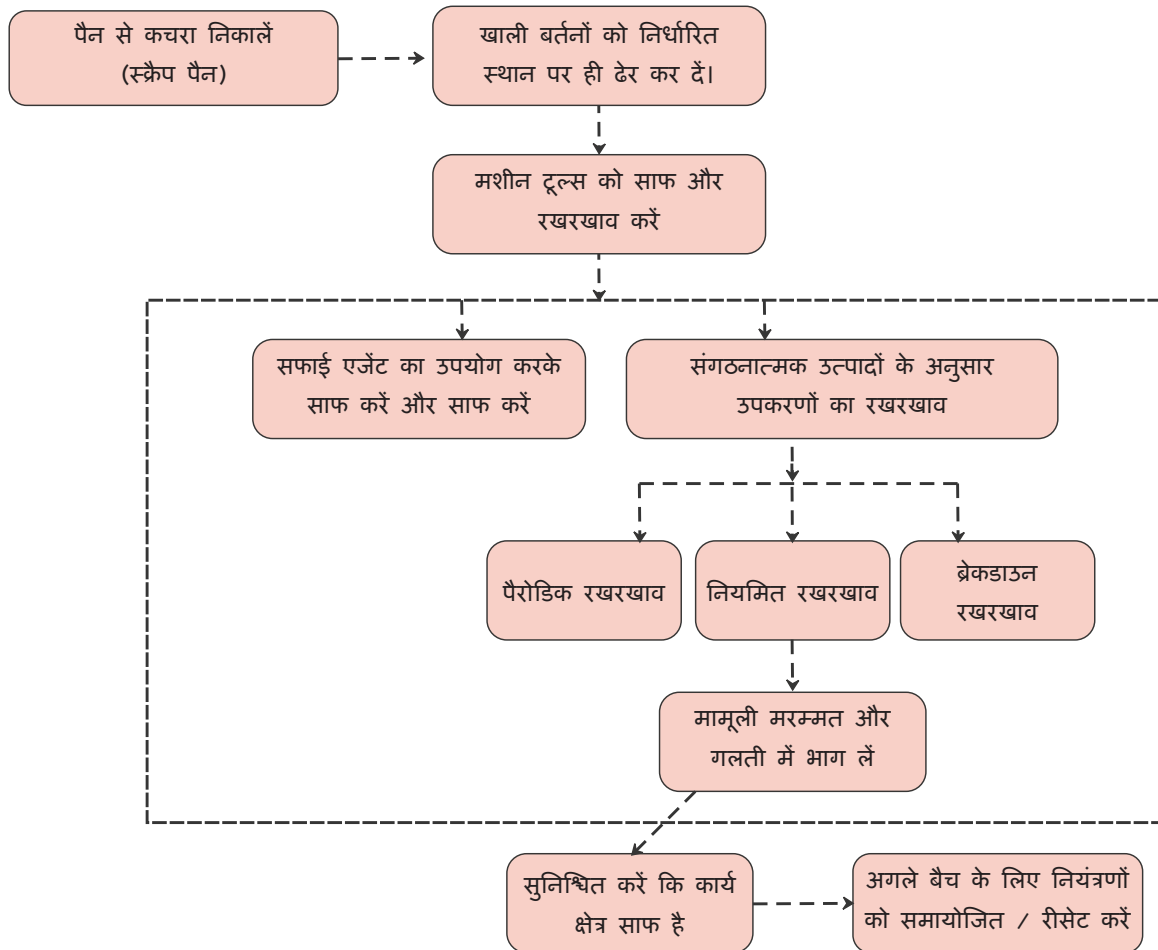 पैन से कचरा निकालें
(स्क्रैप पैन)
खाली बर्तनों को निर्धारित
स्थान पर ही ढेर कर दें।
मशीन टूल्स को साफ और
रखरखाव करें
सफाई एजेंट का उपयोग करके
साफ करें और साफ करें
संगठनात्मक उत्पादों के अनुसार
उपकरणों का रखरखाव
पैरोडिक रखरखाव
नियमित रखरखाव
ब्रेकडाउन
रखरखाव
मामूली मरम्मत और
गलती में भाग लें
सुनिश्चित करें कि कार्य
क्षेत्र साफ है
अगले बैच के लिए नियंत्रणों
को समायोजित / रीसेट करें